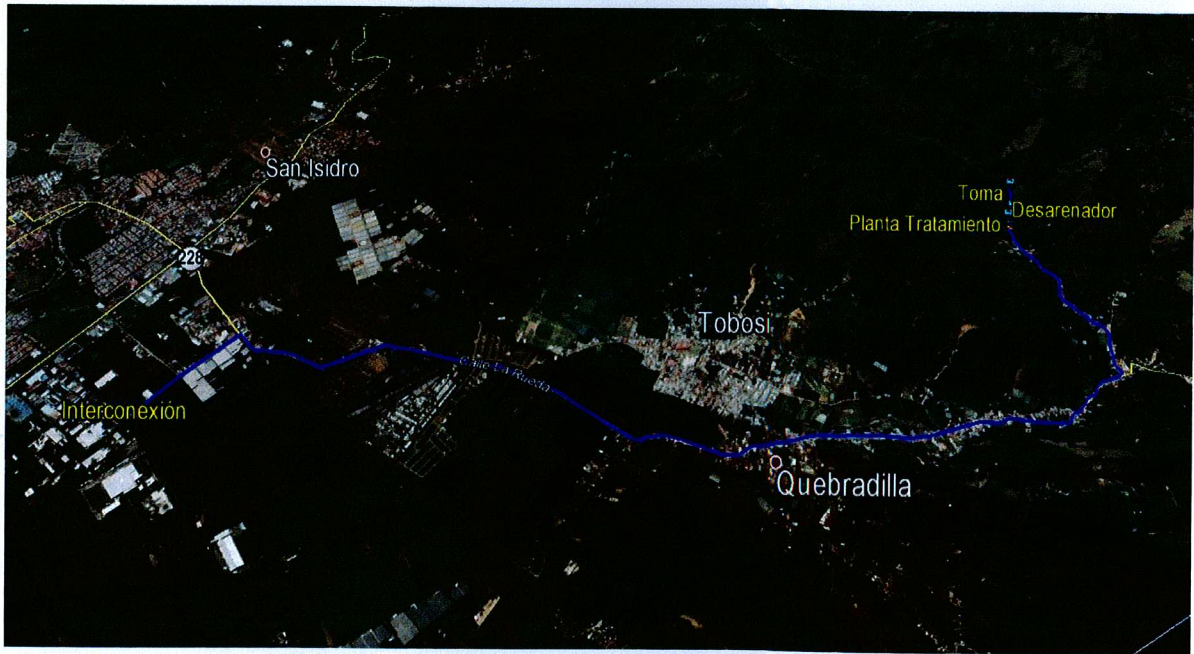 San Isidro
Toma
Desarenador
Planta Tratamiento
228
Tobosi
Calle La Rueda
Interconexión
Quebradilla